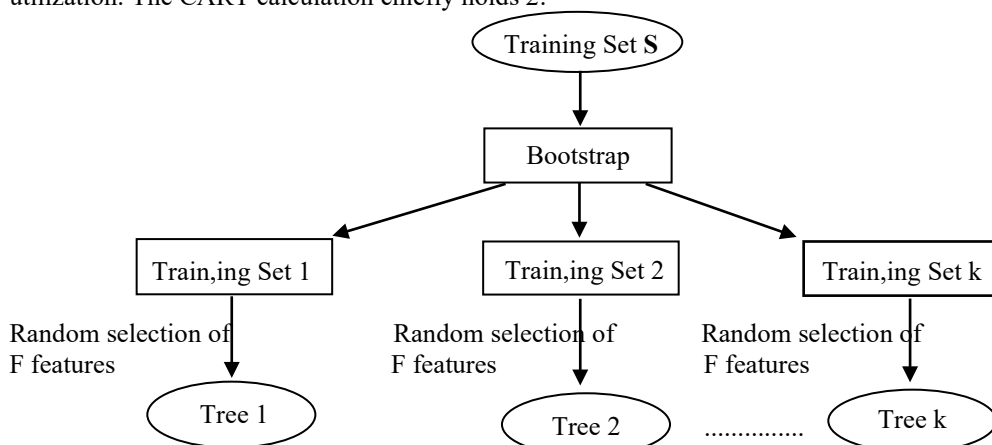 utilization. The CART calculation chiefly holds 2:
Training Set S
Bootstrap
Train,ing Set 1
Train,ing Set 2
Train,ing Set k
Random selection of
F features
Random selection of
F features
Random selection of
F features
Tree 1
Tree 2
...............
Tree k